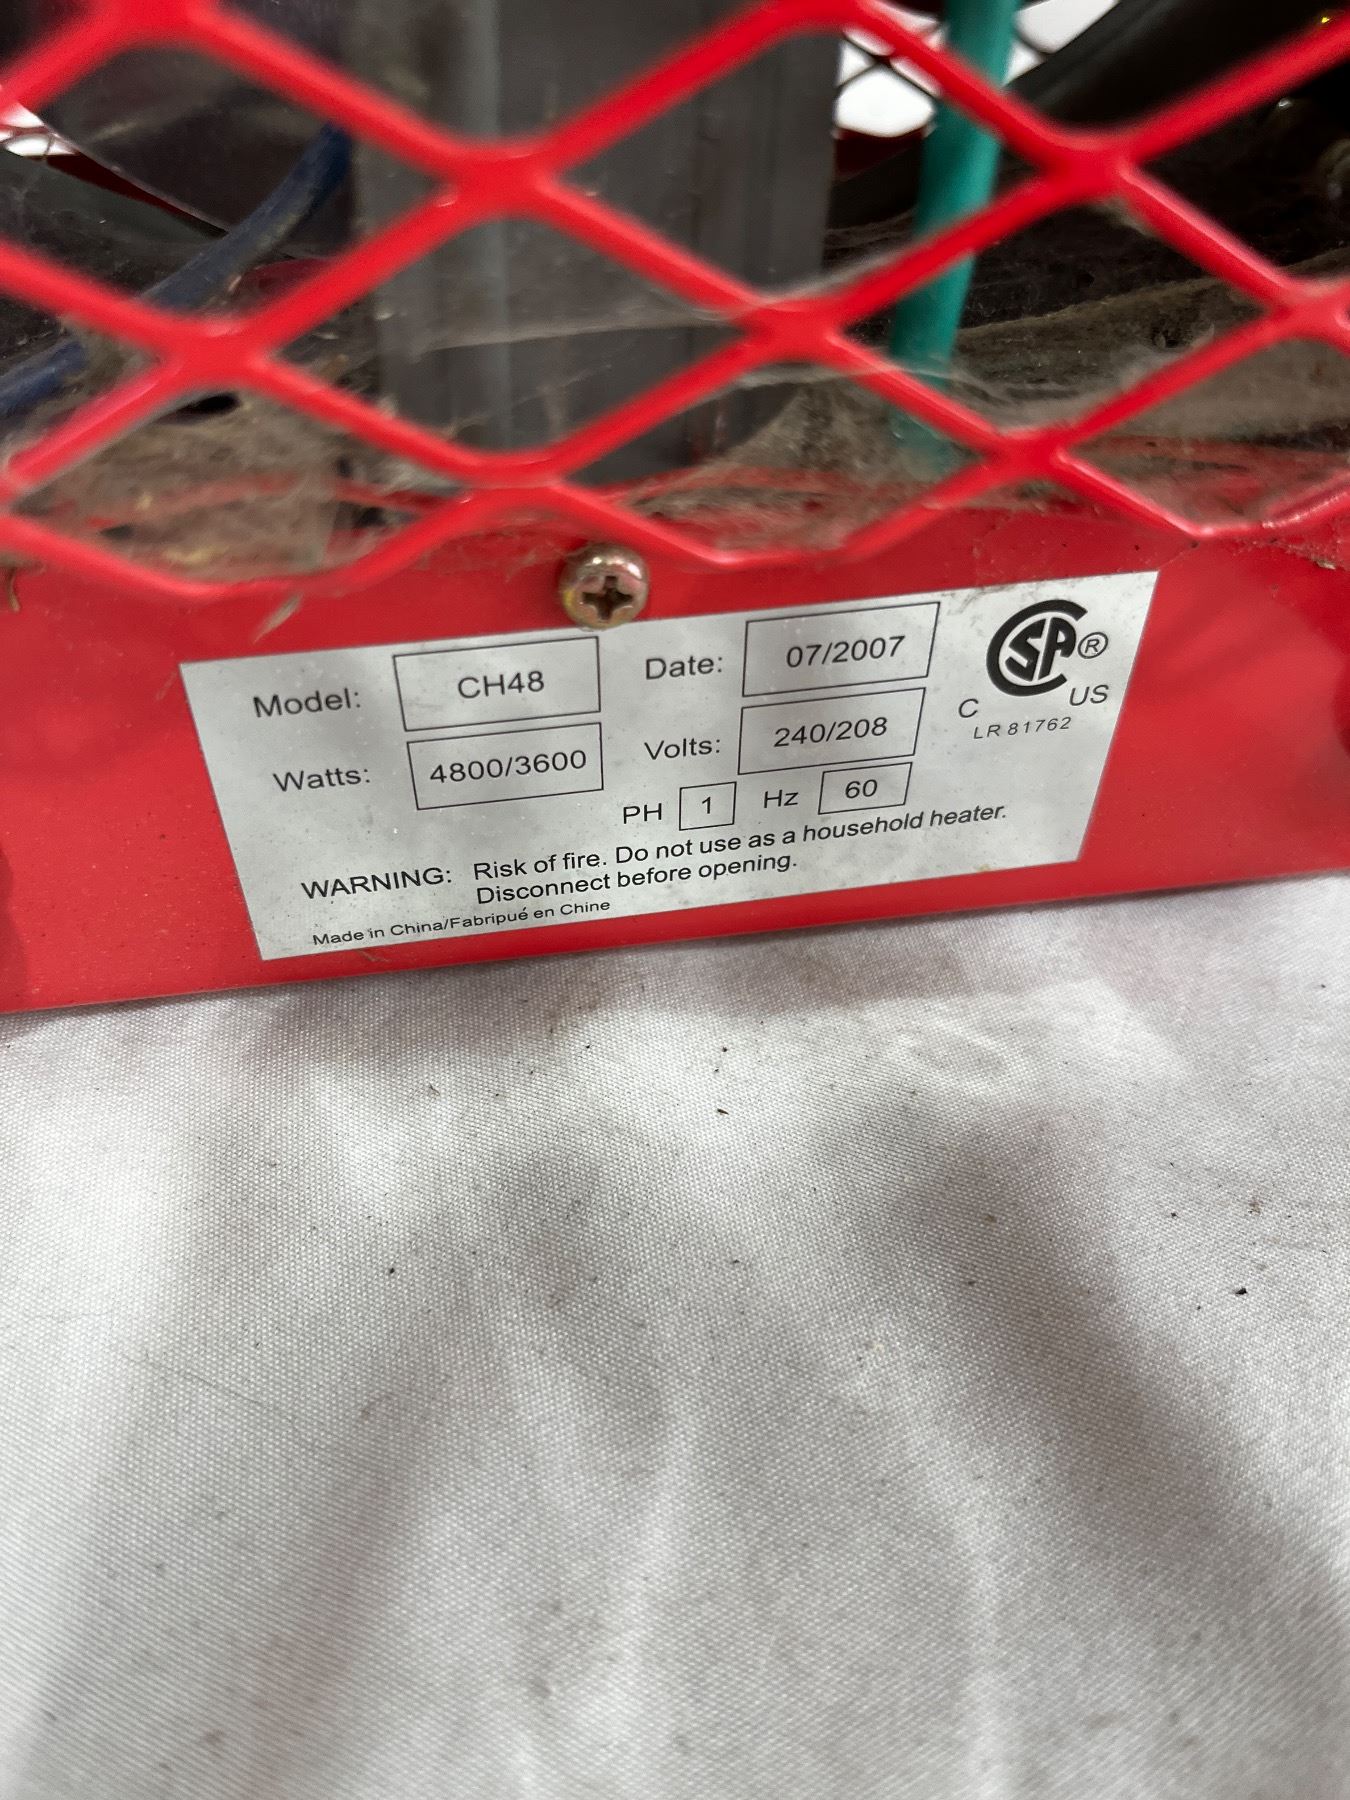 Model: CH48 Date: 07/2007 CSA®
C US
LR 81762
Watts: 4800/3600 Volts: 240/208
PH 1 Hz 60
WARNING: Risk of fire. Do not use as a household heater.
Disconnect before opening.
Made in China/Fabripué en Chine